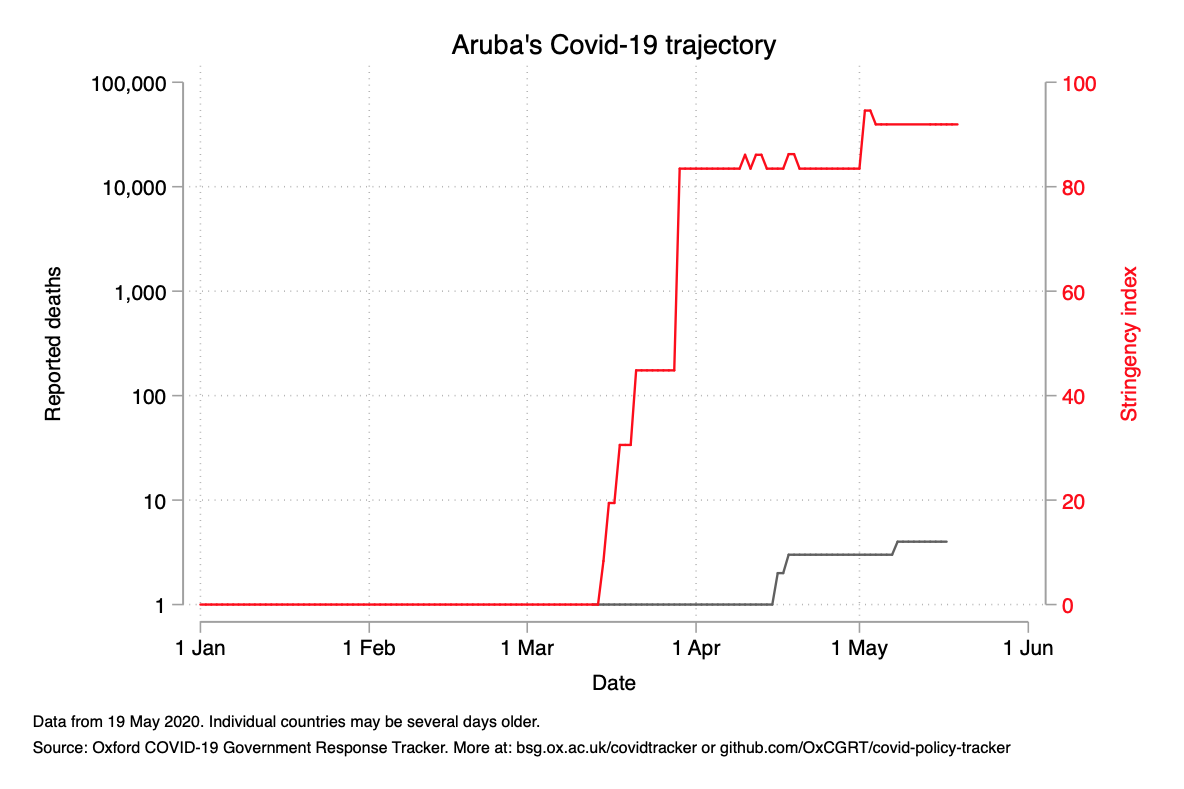 Aruba's Covid-19 trajectory
100,000
10,000
1,000
100
10
1
Reported deaths
100
80
60
40
20
0
Stringency index
1 Jan
1 Feb
1 Mar
1 Apr
1 May
1 Jun
Date
Data from 19 May 2020. Individual countries may be several days older.
Source: Oxford COVID-19 Government Response Tracker. More at: bsg.ox.ac.uk/covidtracker or github.com/OxCGRT/covid-policy-tracker